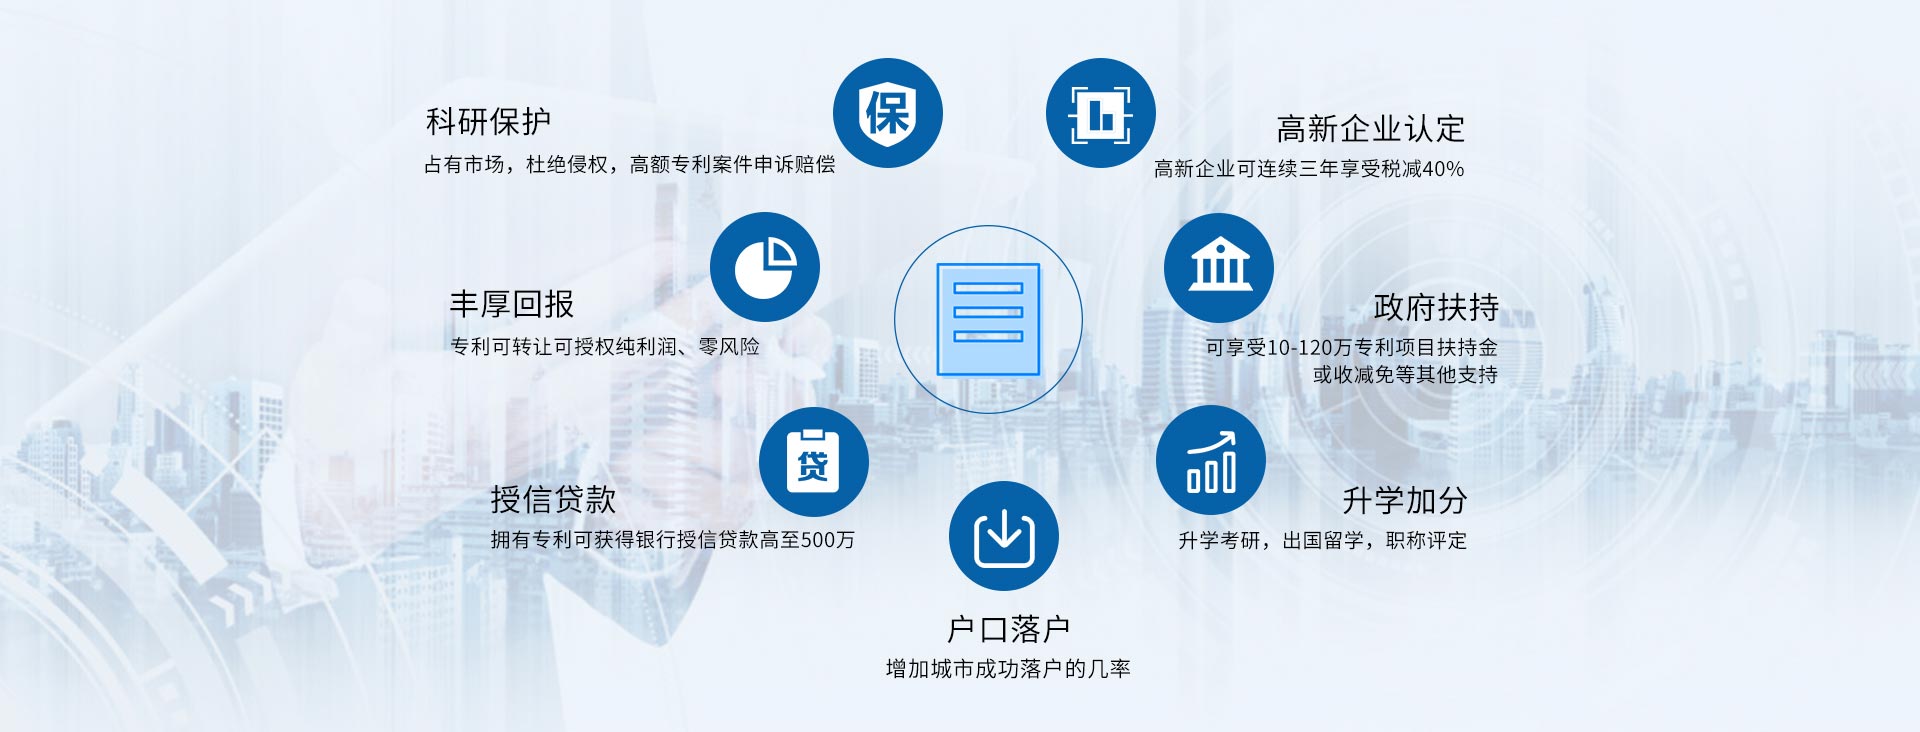 科研保护
占有市场，杜绝侵权，高额专利案件申诉赔偿
保
高新企业认定
高新企业可连续三年享受税减40%
丰厚回报
专利可转让可授权纯利润、零风险
政府扶持
可享受10-120万专利项目扶持金
或收减免等其他支持
授信贷款
拥有专利可获得银行授信贷款高至500万
贷
升学加分
升学考研，出国留学，职称评定
户口落户
增加城市成功落户的几率